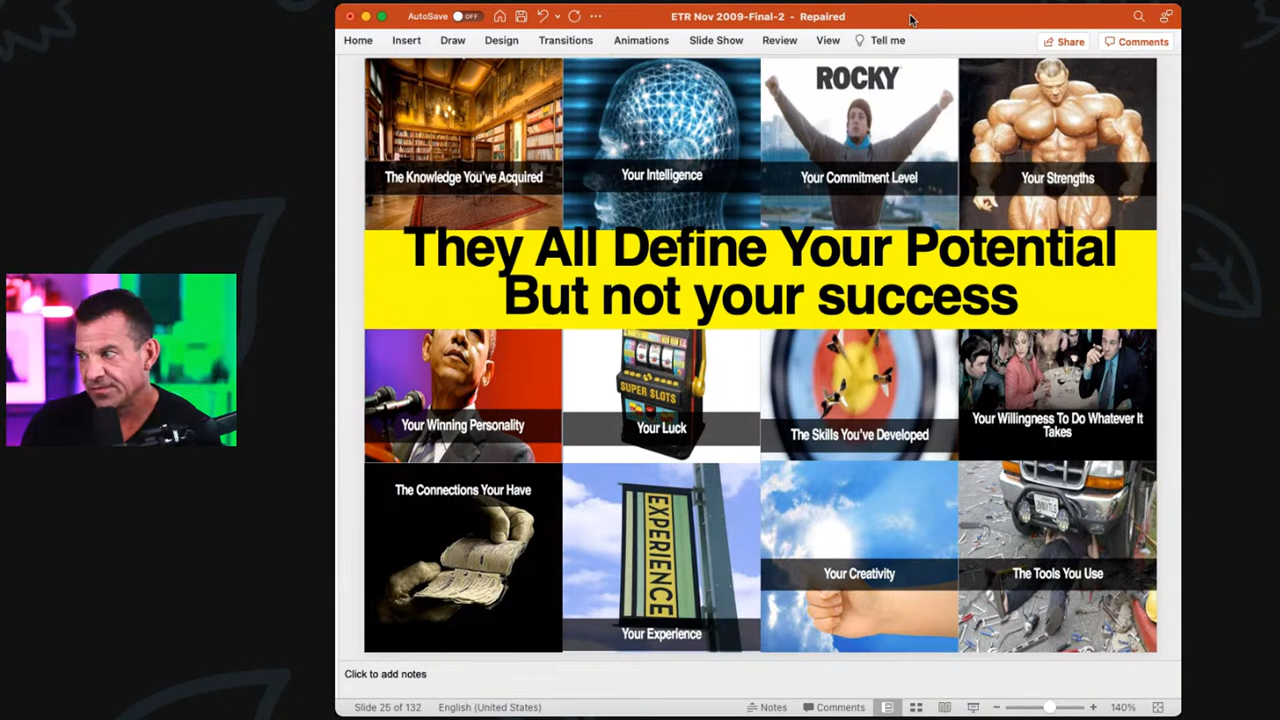 AutoSave OFF
ETR Nov 2009-Final-2 - Repaired
Home Insert Draw Design Transitions Animations Slide Show Review View Tell me Share Comments
ROCKY
The Knowledge You've Acquired
Your Intelligence
Your Commitment Level
Your Strengths
They All Define Your Potential
But not your success
SUPER SLOTS
Your Winning Personality
Your Luck
The Skills You've Developed
Your Willingness To Do Whatever It
Takes
The Connections Your Have
EXPERIENCE
Your Experience
Your Creativity
The Tools You Use
Click to add notes
Slide 25 of 132 English (United States) Notes Comments 140%